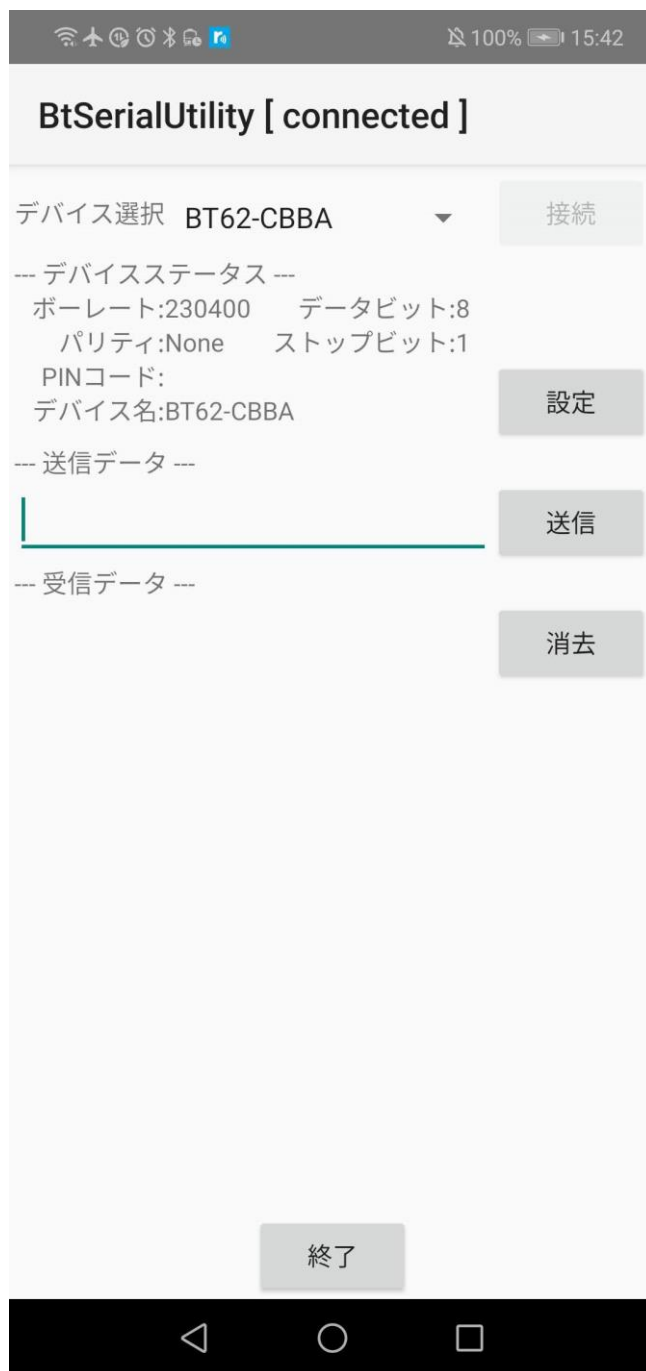 100% 15:42
BtSerialUtility [ connected ]
デバイス選択 BT62-CBBA 接続
--- デバイスステータス ---
ボーレート:230400 データビット:8
パリティ:None ストップビット:1
PINコード:
デバイス名:BT62-CBBA 設定
--- 送信データ ---
送信
--- 受信データ ---
消去
終了